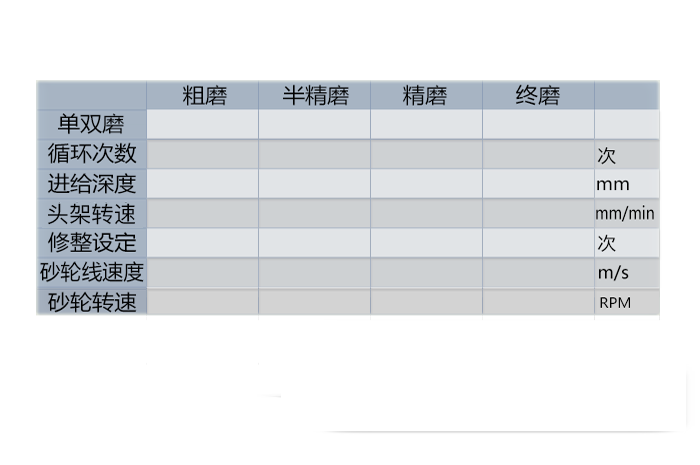 粗磨 半精磨 精磨 终磨
单双磨
循环次数 次
进给深度 mm
头架转速 mm/min
修整设定 次
砂轮线速度 m/s
砂轮转速 RPM